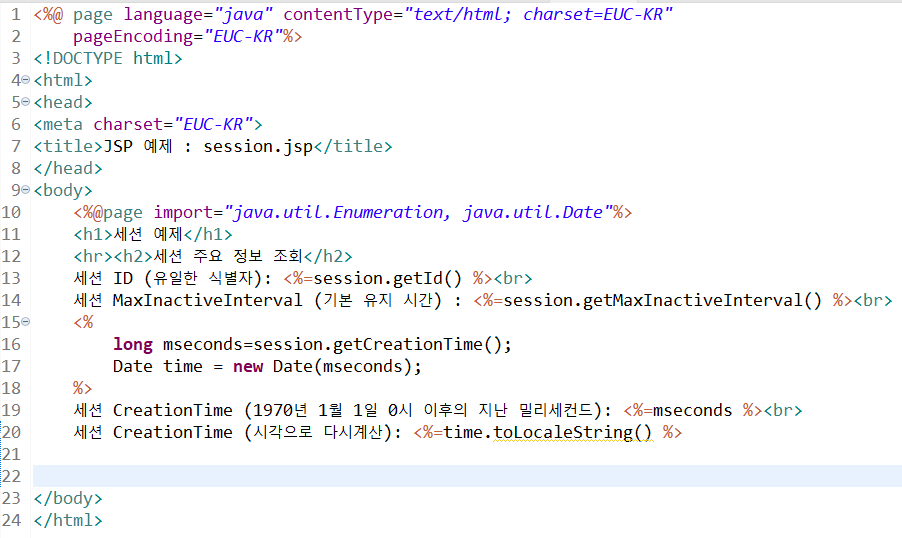 1 <%@ page language="java" contentType="text/html; charset=EUC-KR"
2     pageEncoding="EUC-KR"%>
3 <!DOCTYPE html>
4 <html>
5 <head>
6 <meta charset="EUC-KR">
7 <title>JSP 예제 : session.jsp</title>
8 </head>
9 <body>
10     <%@page import="java.util.Enumeration, java.util.Date"%>
11     <h1>세션 예제</h1>
12     <hr><h2>세션 주요 정보 조회</h2>
13     세션 ID (유일한 식별자): <%=session.getId() %><br>
14     세션 MaxInactiveInterval (기본 유지 시간) : <%=session.getMaxInactiveInterval() %><br>
15     <%
16         long mseconds=session.getCreationTime();
17         Date time = new Date(mseconds);
18     %>
19     세션 CreationTime (1970년 1월 1일 0시 이후의 지난 밀리세컨드): <%=mseconds %><br>
20     세션 CreationTime (시각으로 다시계산): <%=time.toLocaleString() %>
21
22
23 </body>
24 </html>